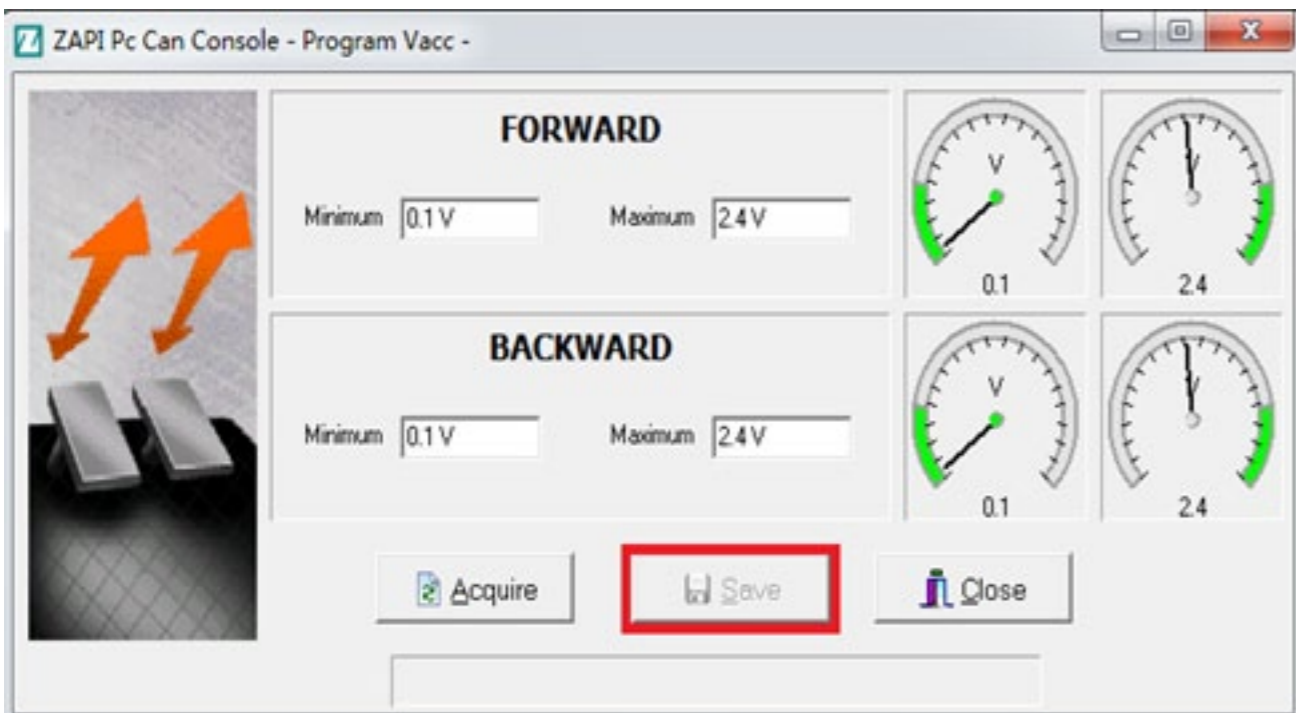 ZAPI Pc Can Console - Program Vacc -
FORWARD
Minimum 0.1 V Maximum 2.4 V
V V
0.1 2.4
BACKWARD
Minimum 0.1 V Maximum 2.4 V
V V
0.1 2.4
Acquire Save Close